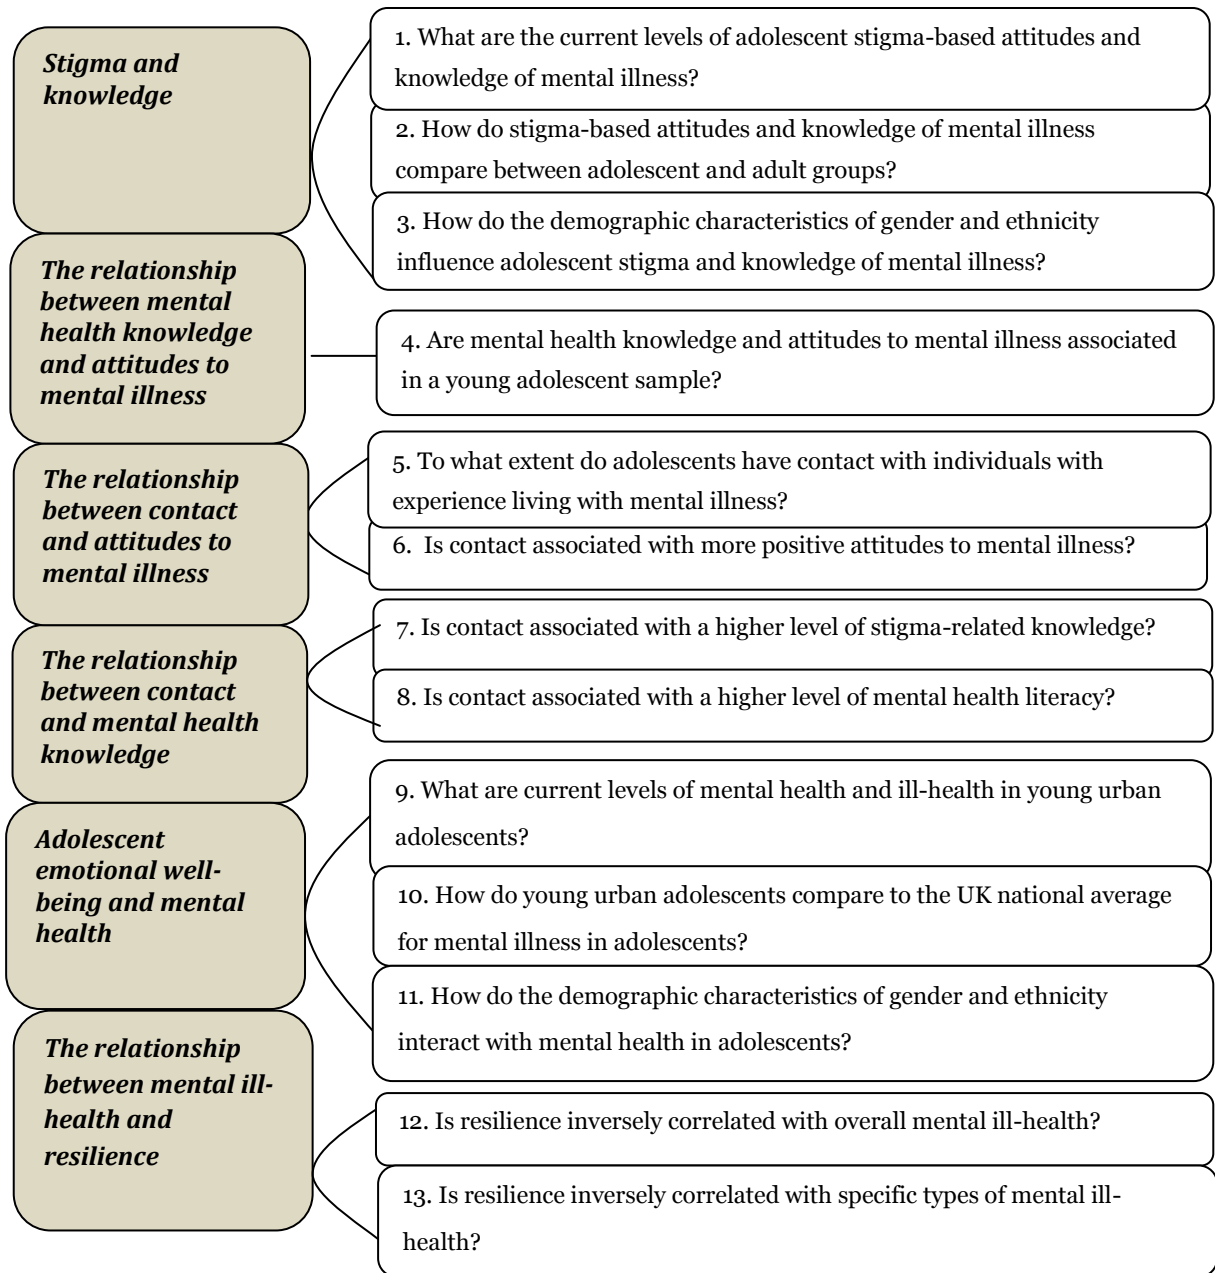 Stigma and
knowledge
1. What are the current levels of adolescent stigma-based attitudes and
knowledge of mental illness?
2. How do stigma-based attitudes and knowledge of mental illness
compare between adolescent and adult groups?
3. How do the demographic characteristics of gender and ethnicity
influence adolescent stigma and knowledge of mental illness?
The relationship
between mental
health knowledge
and attitudes to
mental illness
4. Are mental health knowledge and attitudes to mental illness associated
in a young adolescent sample?
The relationship
between contact
and attitudes to
mental illness
5. To what extent do adolescents have contact with individuals with
experience living with mental illness?
6. Is contact associated with more positive attitudes to mental illness?
The relationship
between contact
and mental health
knowledge
7. Is contact associated with a higher level of stigma-related knowledge?
8. Is contact associated with a higher level of mental health literacy?
Adolescent
emotional well-
being and mental
health
9. What are current levels of mental health and ill-health in young urban
adolescents?
10. How do young urban adolescents compare to the UK national average
for mental illness in adolescents?
11. How do the demographic characteristics of gender and ethnicity
interact with mental health in adolescents?
The relationship
between mental ill-
health and
resilience
12. Is resilience inversely correlated with overall mental ill-health?
13. Is resilience inversely correlated with specific types of mental ill-
health?